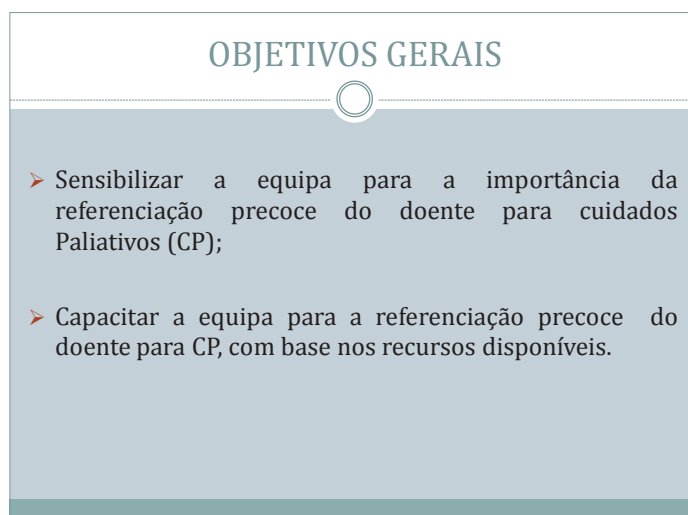 OBJETIVOS GERAIS
➢ Sensibilizar a equipa para a importância da
referenciação precoce do doente para cuidados
Paliativos (CP);
➢ Capacitar a equipa para a referenciação precoce do
doente para CP, com base nos recursos disponíveis.